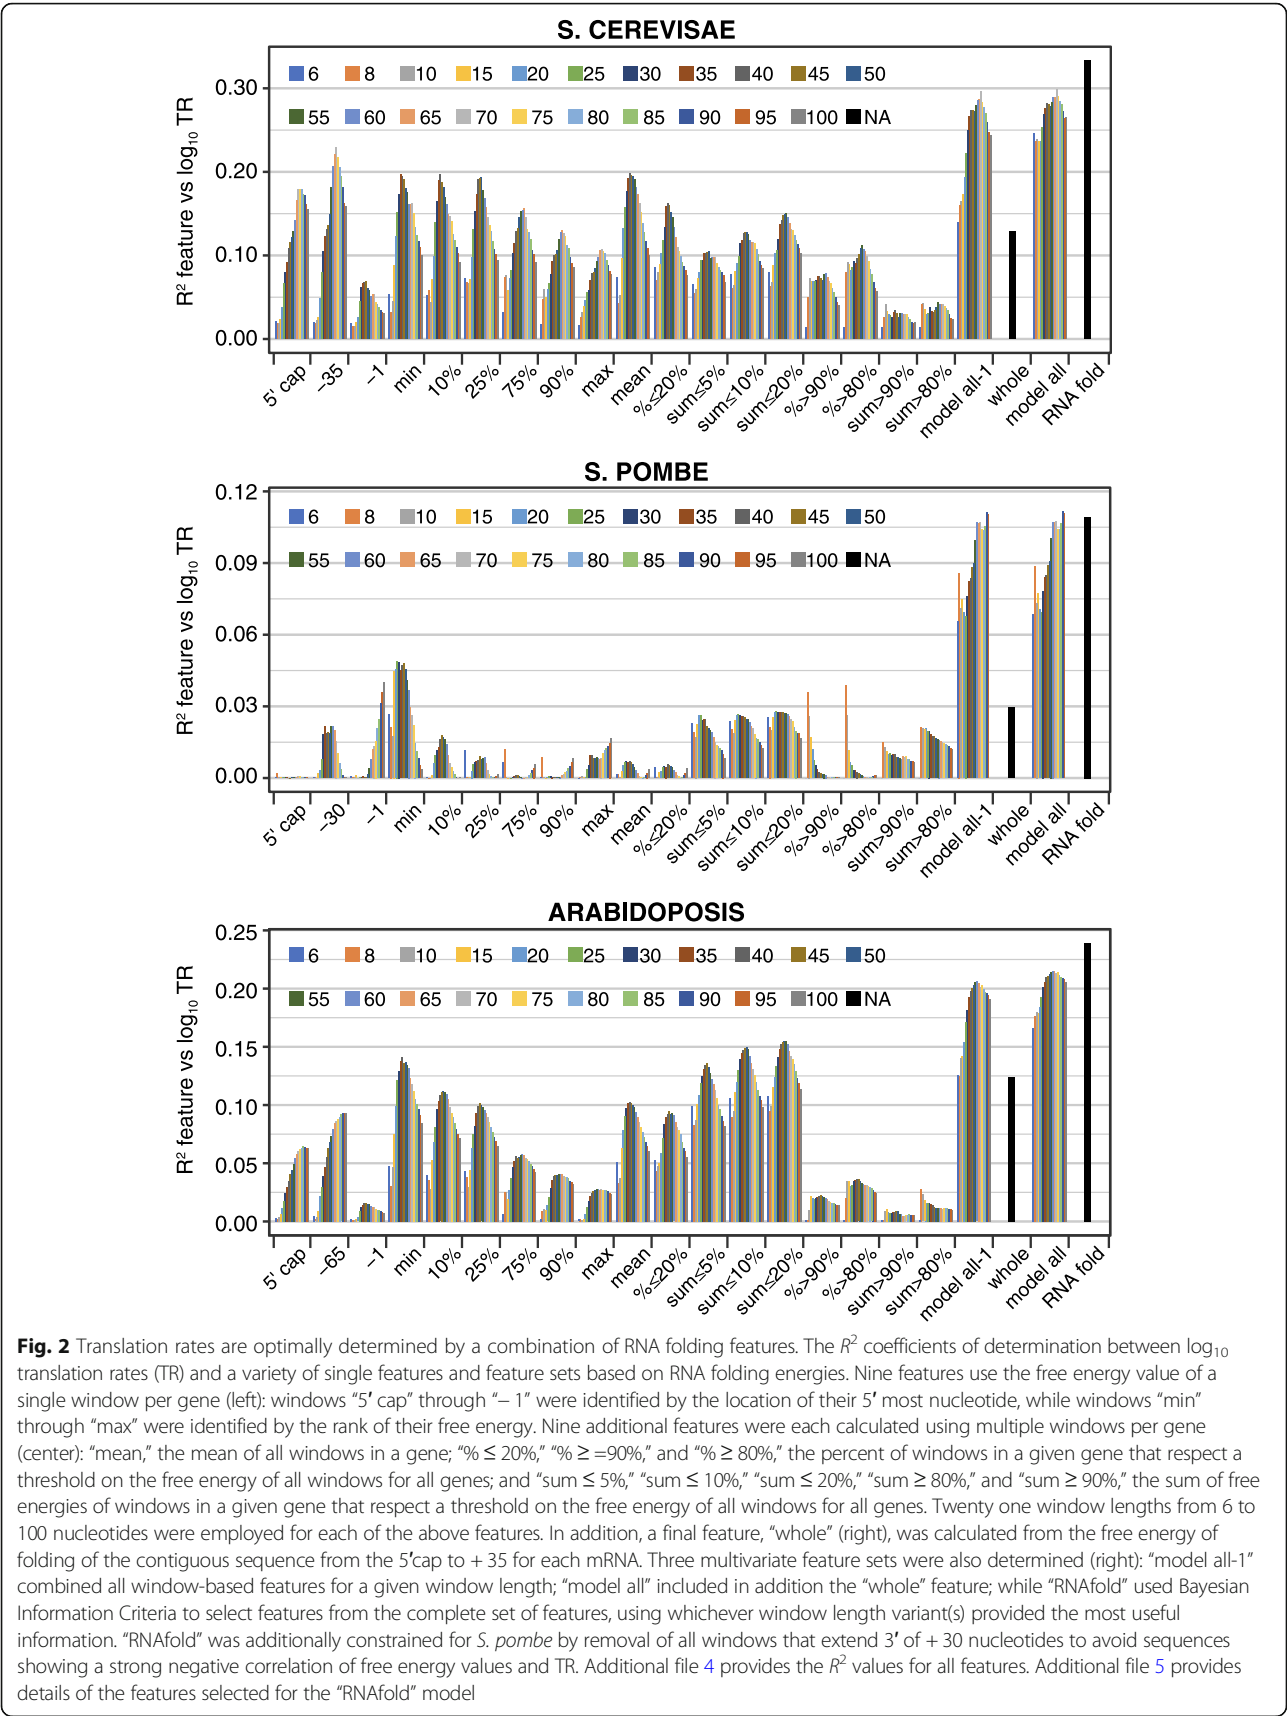 S. CEREVISAE
R² feature vs log₁₀ TR
0.30
0.20
0.10
0.00
6 8 10 15 20 25 30 35 40 45 50
55 60 65 70 75 80 85 90 95 100 NA
5' cap −35 −1 min 10% 25% 75% 90% max mean %≤20% sum≤5% sum≤10% sum≤20% %>90% %>80% sum>90% sum>80% model all-1 whole model all RNA fold
S. POMBE
R² feature vs log₁₀ TR
0.12
0.09
0.06
0.03
0.00
6 8 10 15 20 25 30 35 40 45 50
55 60 65 70 75 80 85 90 95 100 NA
5' cap −30 −1 min 10% 25% 75% 90% max mean %≤20% sum≤5% sum≤10% sum≤20% %>90% %>80% sum>90% sum>80% model all-1 whole model all RNA fold
ARABIDOPOSIS
R² feature vs log₁₀ TR
0.25
0.20
0.15
0.10
0.05
0.00
6 8 10 15 20 25 30 35 40 45 50
55 60 65 70 75 80 85 90 95 100 NA
5' cap −65 −1 min 10% 25% 75% 90% max mean %≤20% sum≤5% sum≤10% sum≤20% %>90% %>80% sum>90% sum>80% model all-1 whole model all RNA fold
Fig. 2 Translation rates are optimally determined by a combination of RNA folding features. The R² coefficients of determination between log₁₀
translation rates (TR) and a variety of single features and feature sets based on RNA folding energies. Nine features use the free energy value of a
single window per gene (left): windows “5′ cap” through “− 1” were identified by the location of their 5′ most nucleotide, while windows “min”
through “max” were identified by the rank of their free energy. Nine additional features were each calculated using multiple windows per gene
(center): “mean,” the mean of all windows in a gene; “% ≤ 20%,” “% ≥ =90%,” and “% ≥ 80%,” the percent of windows in a given gene that respect a
threshold on the free energy of all windows for all genes; and “sum ≤ 5%,” “sum ≤ 10%,” “sum ≤ 20%,” “sum ≥ 80%,” and “sum ≥ 90%,” the sum of free
energies of windows in a given gene that respect a threshold on the free energy of all windows for all genes. Twenty one window lengths from 6 to
100 nucleotides were employed for each of the above features. In addition, a final feature, “whole” (right), was calculated from the free energy of
folding of the contiguous sequence from the 5′cap to + 35 for each mRNA. Three multivariate feature sets were also determined (right): “model all-1”
combined all window-based features for a given window length; “model all” included in addition the “whole” feature; while “RNAfold” used Bayesian
Information Criteria to select features from the complete set of features, using whichever window length variant(s) provided the most useful
information. “RNAfold” was additionally constrained for S. pombe by removal of all windows that extend 3′ of + 30 nucleotides to avoid sequences
showing a strong negative correlation of free energy values and TR. Additional file 4 provides the R² values for all features. Additional file 5 provides
details of the features selected for the “RNAfold” model